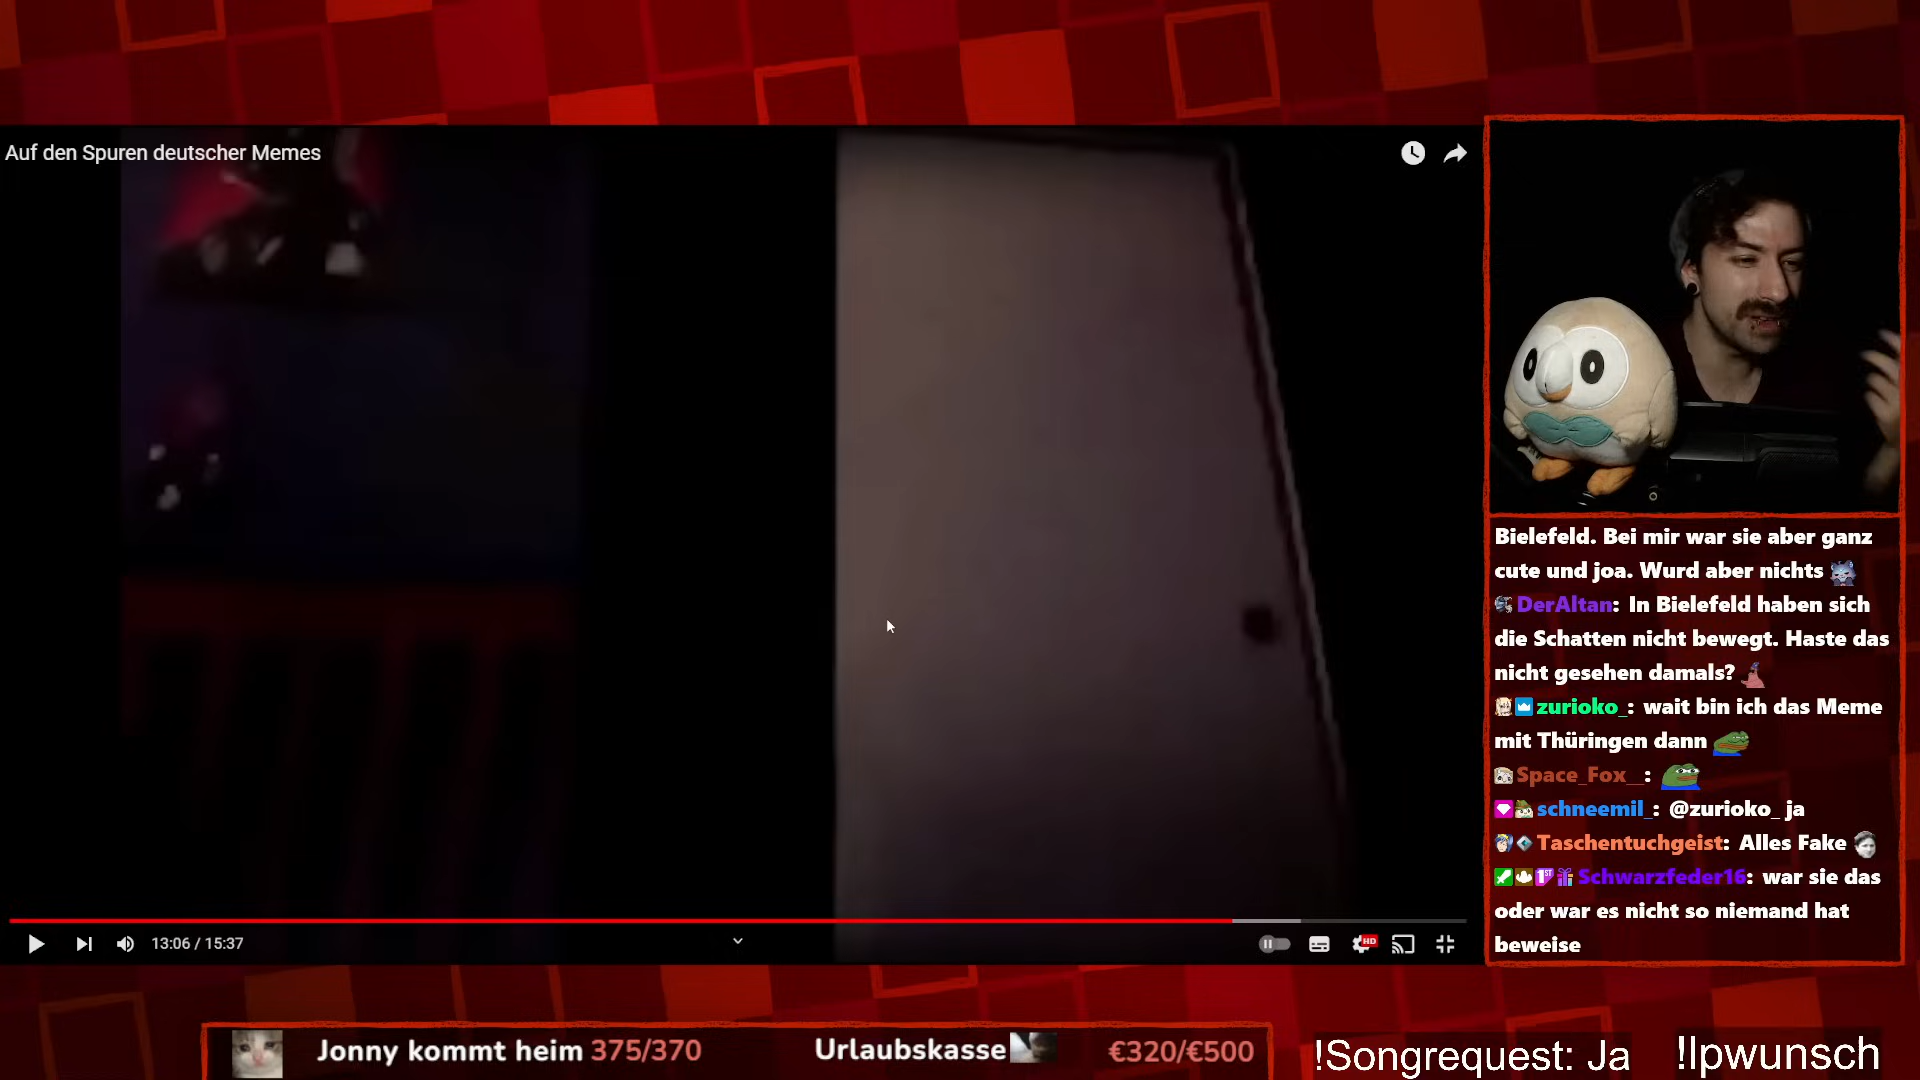 Auf den Spuren deutscher Memes
13:06 / 15:37
HD
Bielefeld. Bei mir war sie aber ganz
cute und joa. Wurd aber nichts
DerAltan: In Bielefeld haben sich
die Schatten nicht bewegt. Haste das
nicht gesehen damals?
zurioko_: wait bin ich das Meme
mit Thüringen dann
Space_Fox__:
schneemil_: @zurioko_ ja
Taschentuchgeist: Alles Fake
1ST Schwarzfeder16: war sie das
oder war es nicht so niemand hat
beweise
Jonny kommt heim 375/370
Urlaubskasse €320/€500
!Songrequest: Ja
!lpwunsch